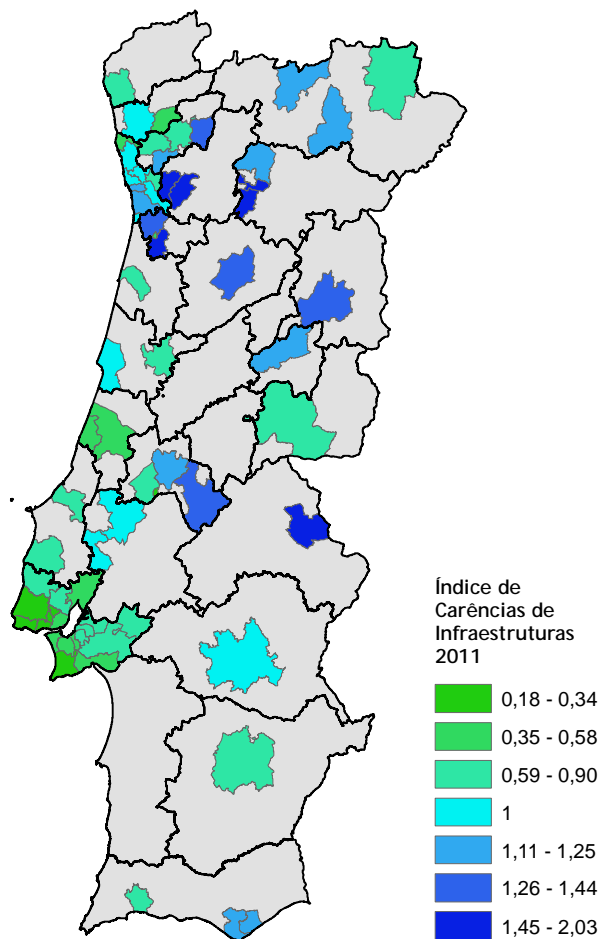 Índice de
Carências de
Infraestruturas
2011
0,18 - 0,34
0,35 - 0,58
0,59 - 0,90
1
1,11 - 1,25
1,26 - 1,44
1,45 - 2,03